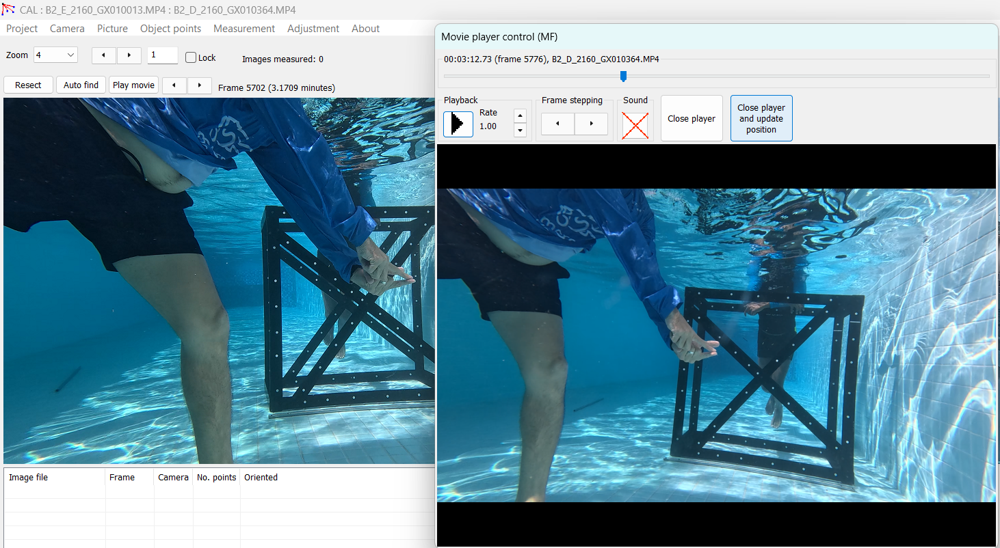 CAL : B2_E_2160_GX010013.MP4 : B2_D_2160_GX010364.MP4
Project Camera Picture Object points Measurement Adjustment About
Zoom 4 1 Lock Images measured: 0
Resect Auto find Play movie Frame 5702 (3.1709 minutes)
Image file Frame Camera No. points Oriented
Movie player control (MF)
00:03:12.73 (frame 5776), B2_D_2160_GX010364.MP4
Playback
Rate
1.00
Frame stepping
Sound
Close player
Close player
and update
position